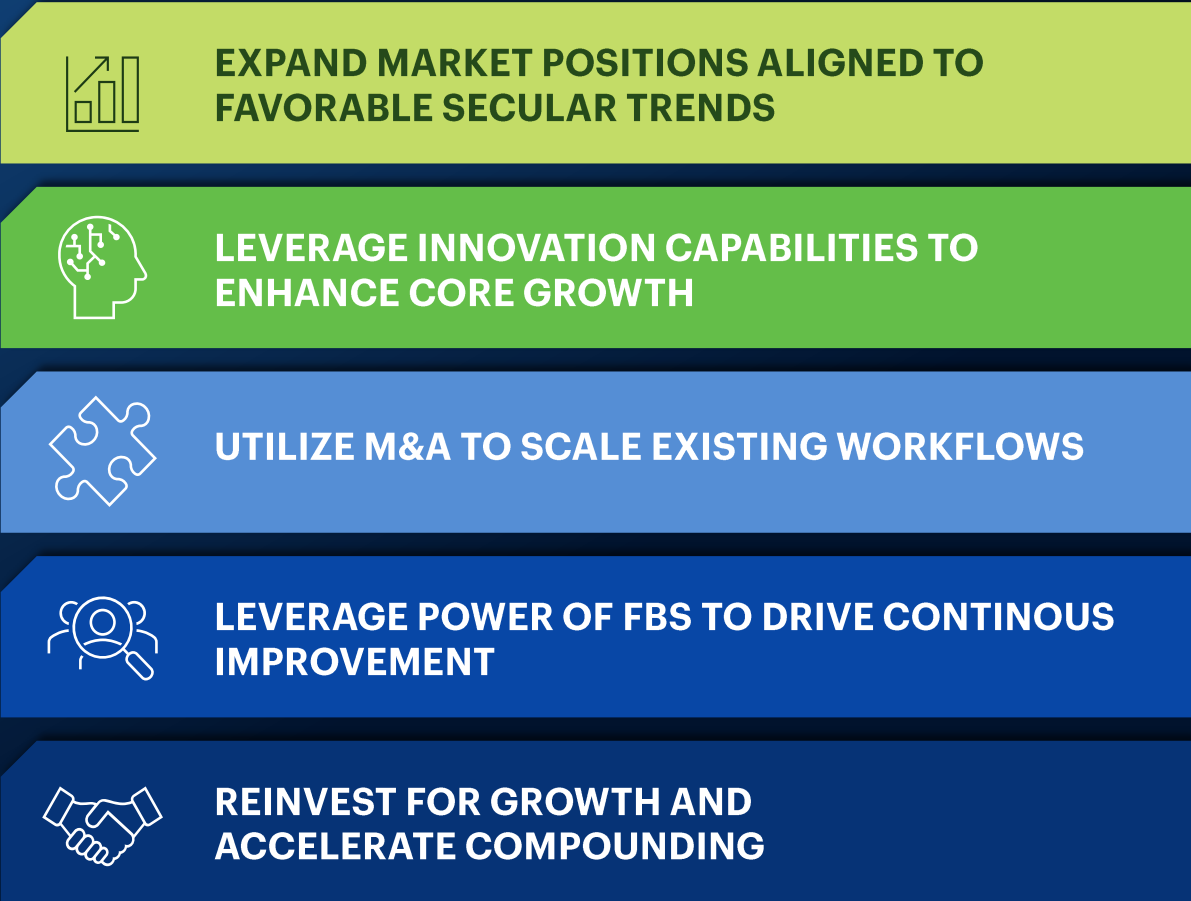 EXPAND MARKET POSITIONS ALIGNED TO
FAVORABLE SECULAR TRENDS
LEVERAGE INNOVATION CAPABILITIES TO
ENHANCE CORE GROWTH
UTILIZE M&A TO SCALE EXISTING WORKFLOWS
LEVERAGE POWER OF FBS TO DRIVE CONTINOUS
IMPROVEMENT
REINVEST FOR GROWTH AND
ACCELERATE COMPOUNDING